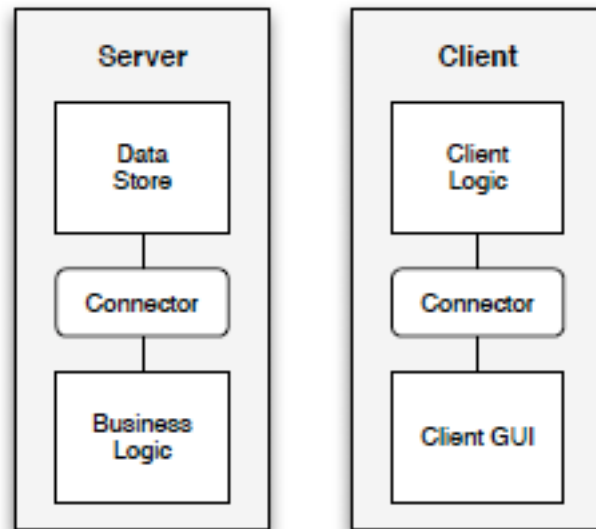 Server
Data
Store
Connector
Business
Logic
Client
Client
Logic
Connector
Client GUI